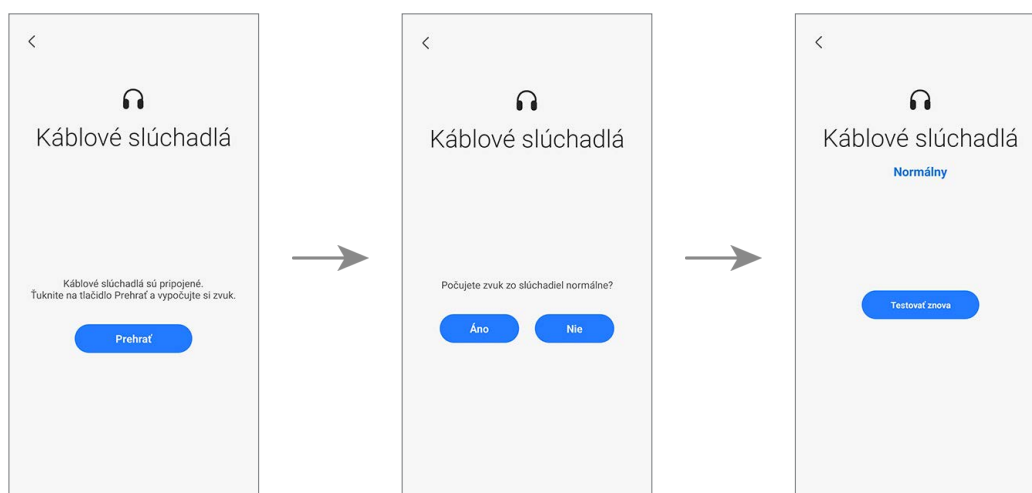 Káblové slúchadlá
Káblové slúchadlá sú pripojené.
Ťuknite na tlačidlo Prehrať a vypočujte si zvuk.
Prehrať
Káblové slúchadlá
Počujete zvuk zo slúchadiel normálne?
Áno
Nie
Káblové slúchadlá
Normálny
Testovať znova